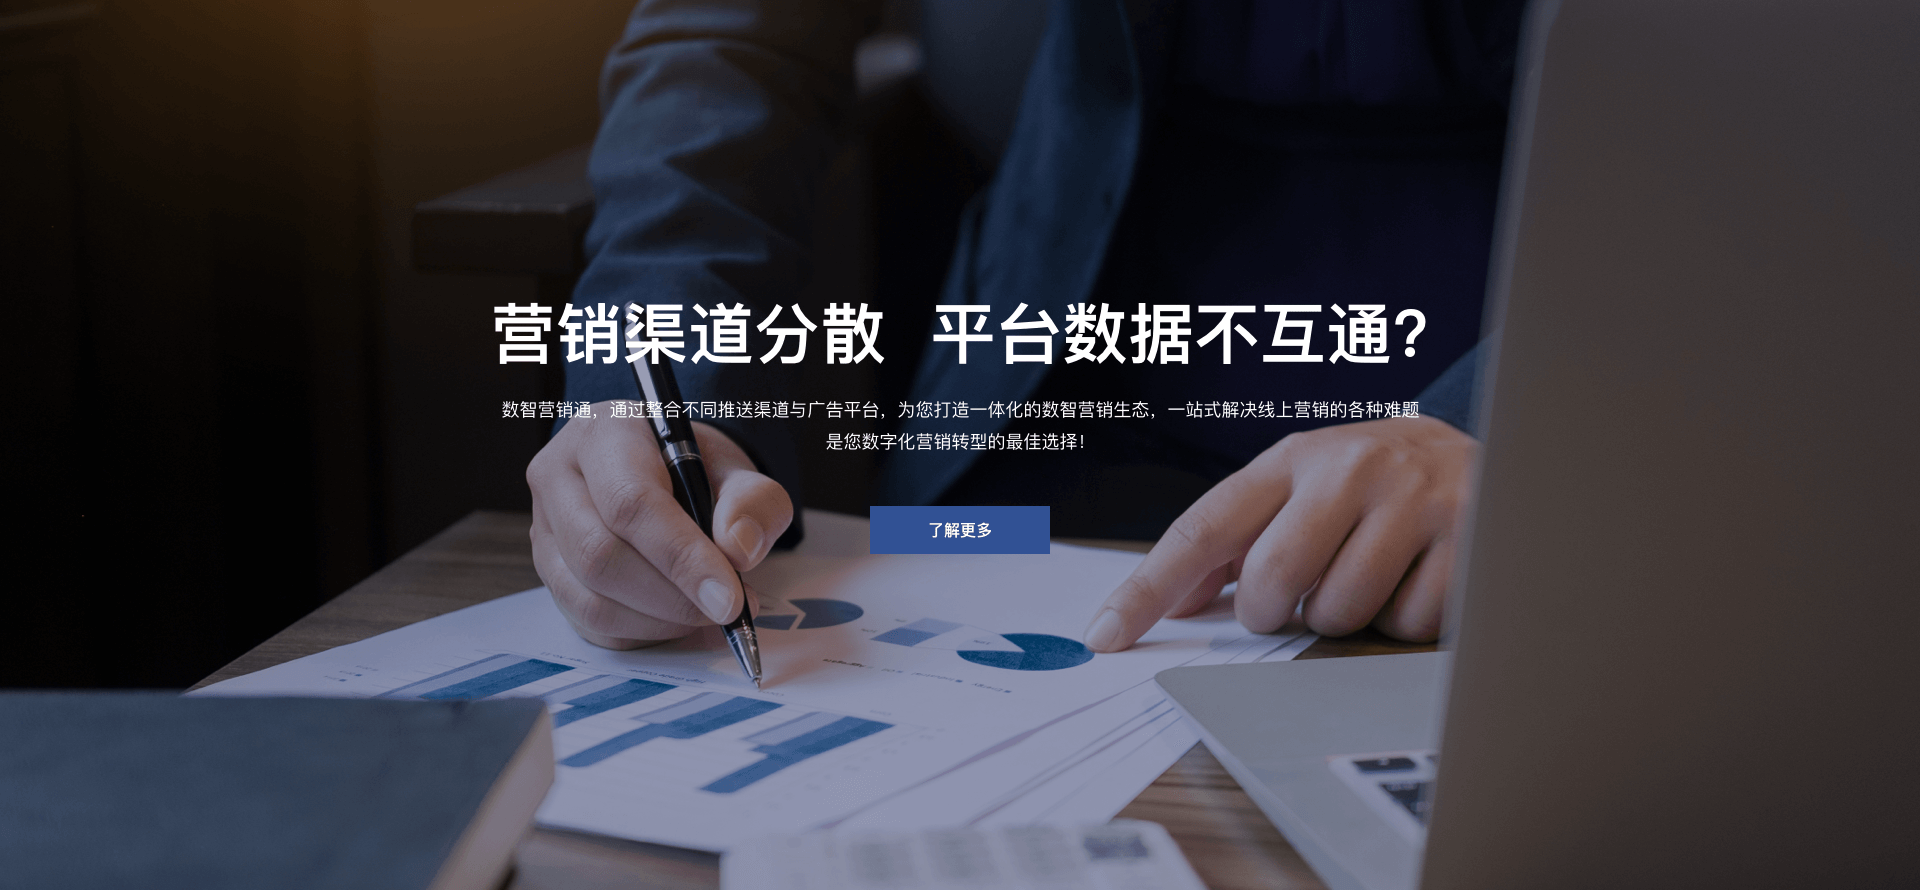 营销渠道分散 平台数据不互通？
数智营销通，通过整合不同推送渠道与广告平台，为您打造一体化的数智营销生态，一站式解决线上营销的各种难题
是您数字化营销转型的最佳选择！
了解更多